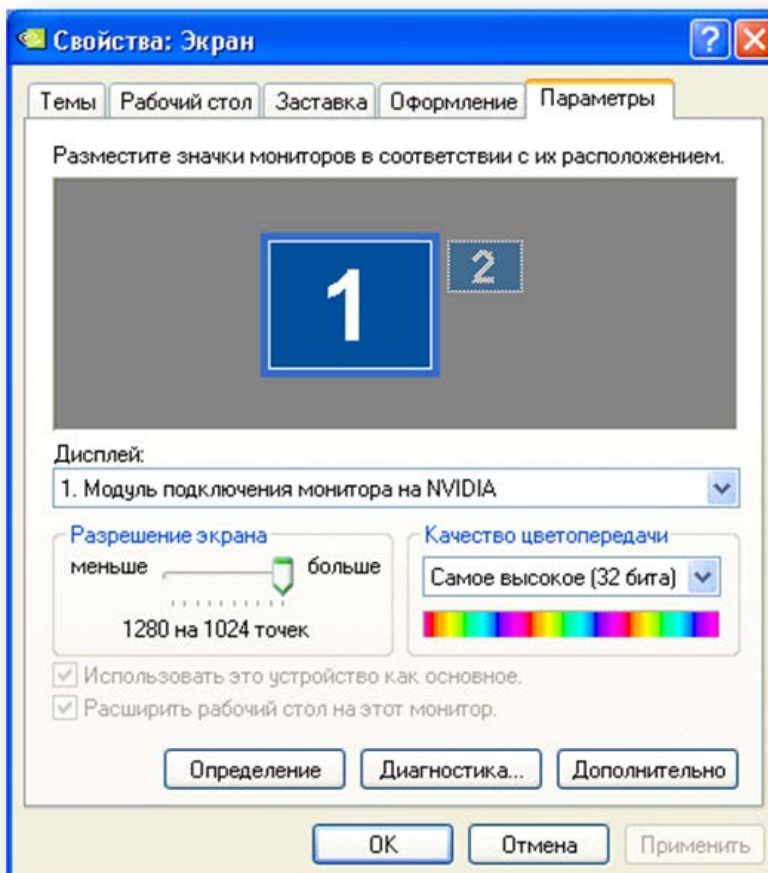 Свойства: Экран
Темы Рабочий стол Заставка Оформление Параметры
Разместите значки мониторов в соответствии с их расположением.
1 2
Дисплей:
1. Модуль подключения монитора на NVIDIA
Разрешение экрана Качество цветопередачи
меньше больше Самое высокое (32 бита)
1280 на 1024 точек
Использовать это устройство как основное.
Расширить рабочий стол на этот монитор.
Определение Диагностика... Дополнительно
ОК Отмена Применить